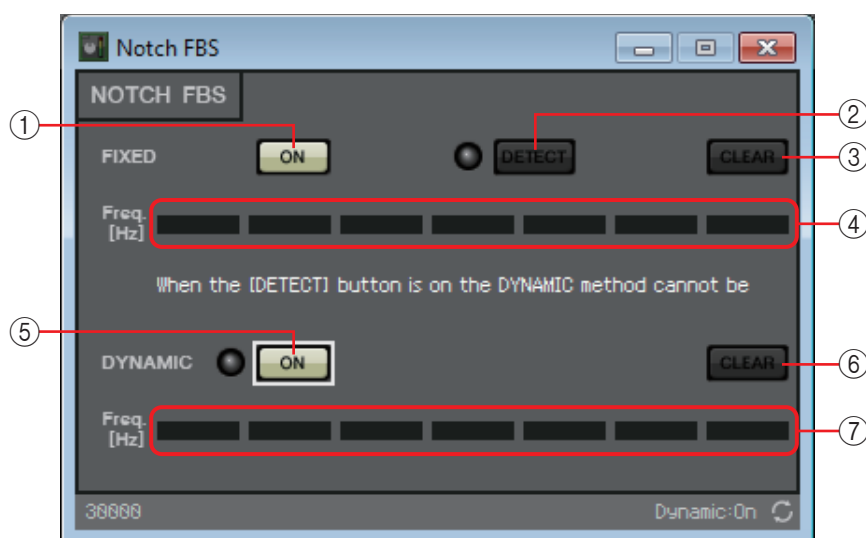 Notch FBS
NOTCH FBS
① ②
FIXED ON DETECT CLEAR ③
Freq.
[Hz] ④
When the [DETECT] button is on the DYNAMIC method cannot be
⑤
DYNAMIC ON CLEAR ⑥
Freq.
[Hz] ⑦
30000 Dynamic:On